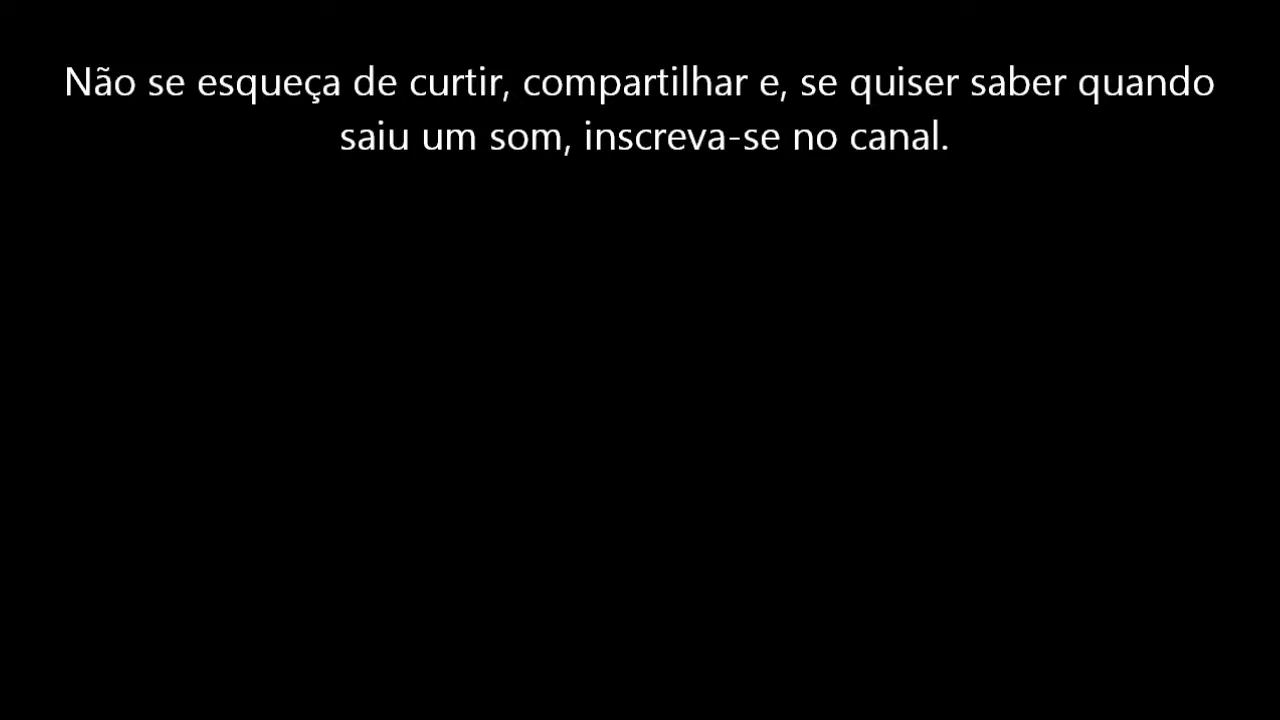 Não se esqueça de curtir, compartilhar e, se quiser saber quando
saiu um som, inscreva-se no canal.